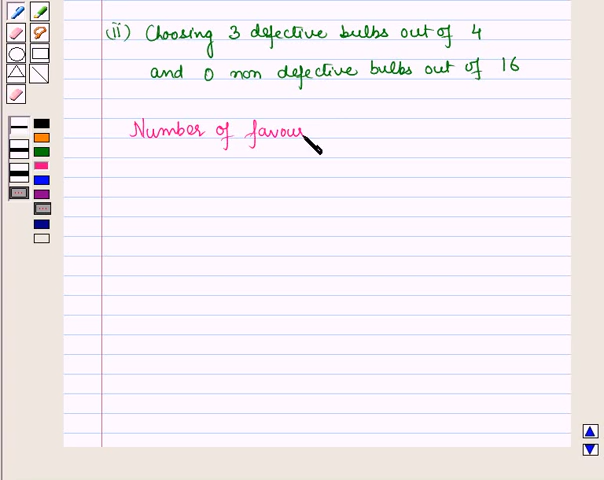 (ii) Choosing 3 defective bulbs out of 4
and 0 non defective bulbs out of 16
Number of favour